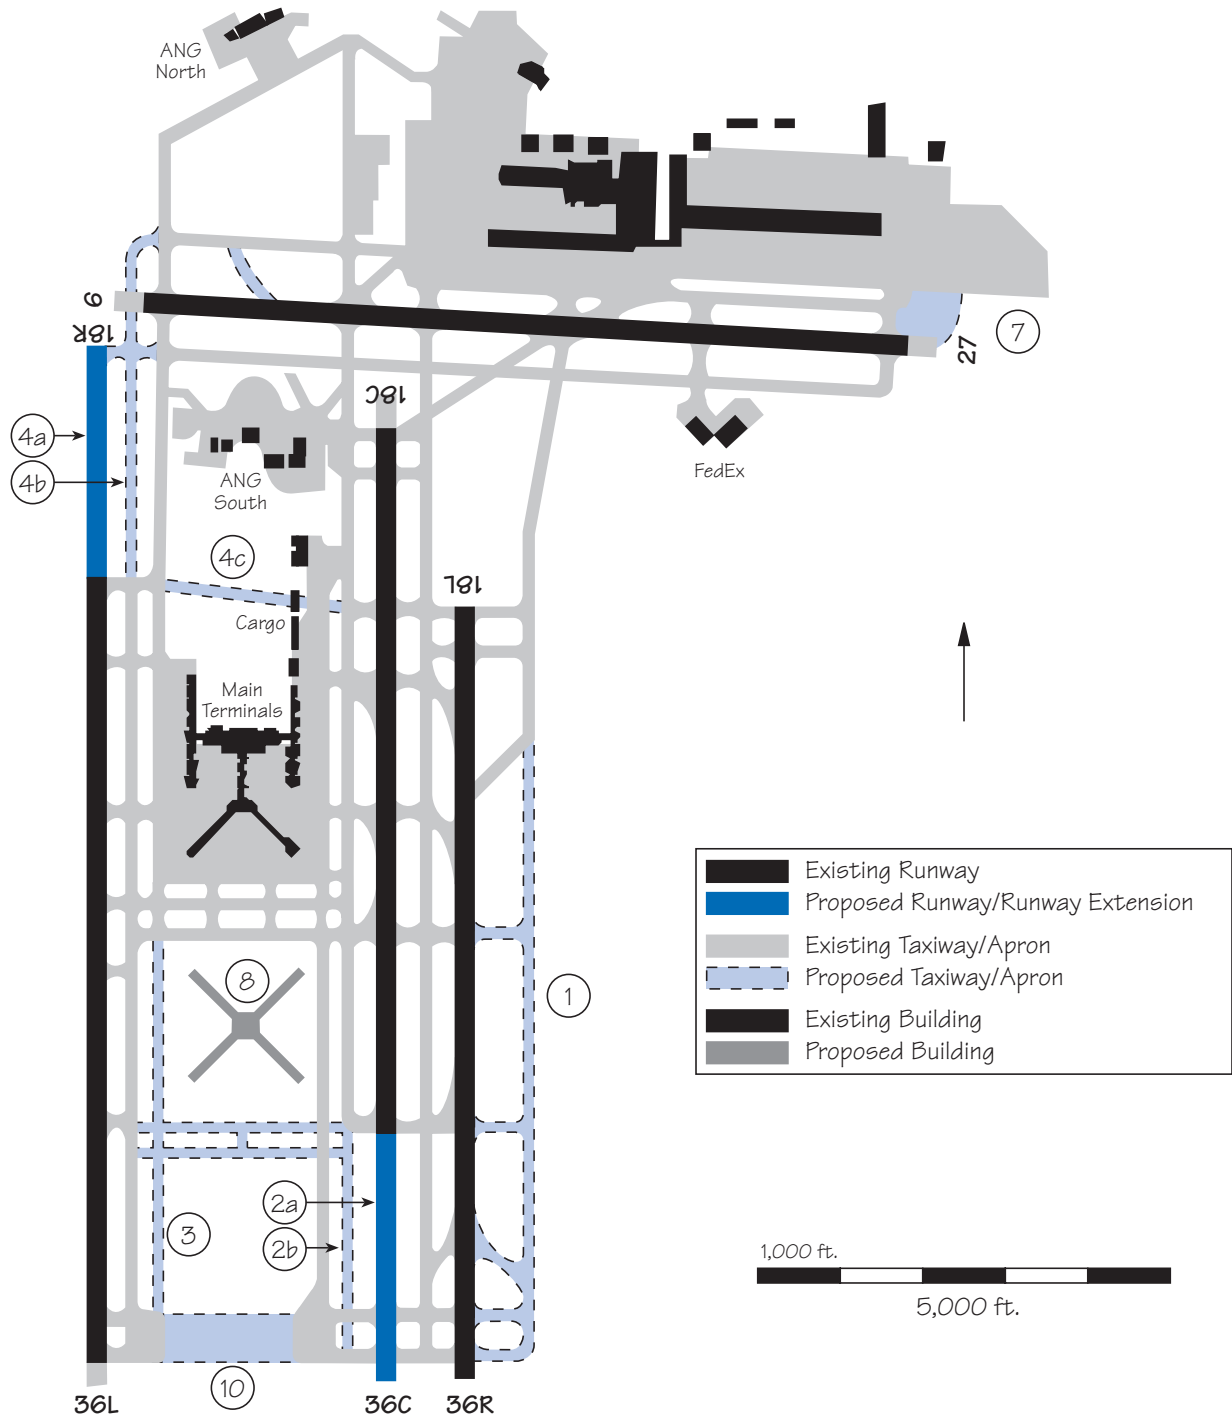 ANG
North
9
18R
7
27
18C
4a
4b
ANG
South
FedEx
4c
18L
Cargo
Main
Terminals
Existing Runway
Proposed Runway/Runway Extension
Existing Taxiway/Apron
Proposed Taxiway/Apron
Existing Building
Proposed Building
8
1
2a
3
2b
1,000 ft.
5,000 ft.
10
36L
36C
36R